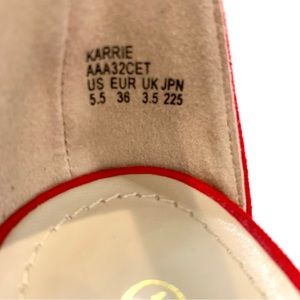 KARRIE
AAA32CET
US EUR UK JPN
5.5 36 3.5 225